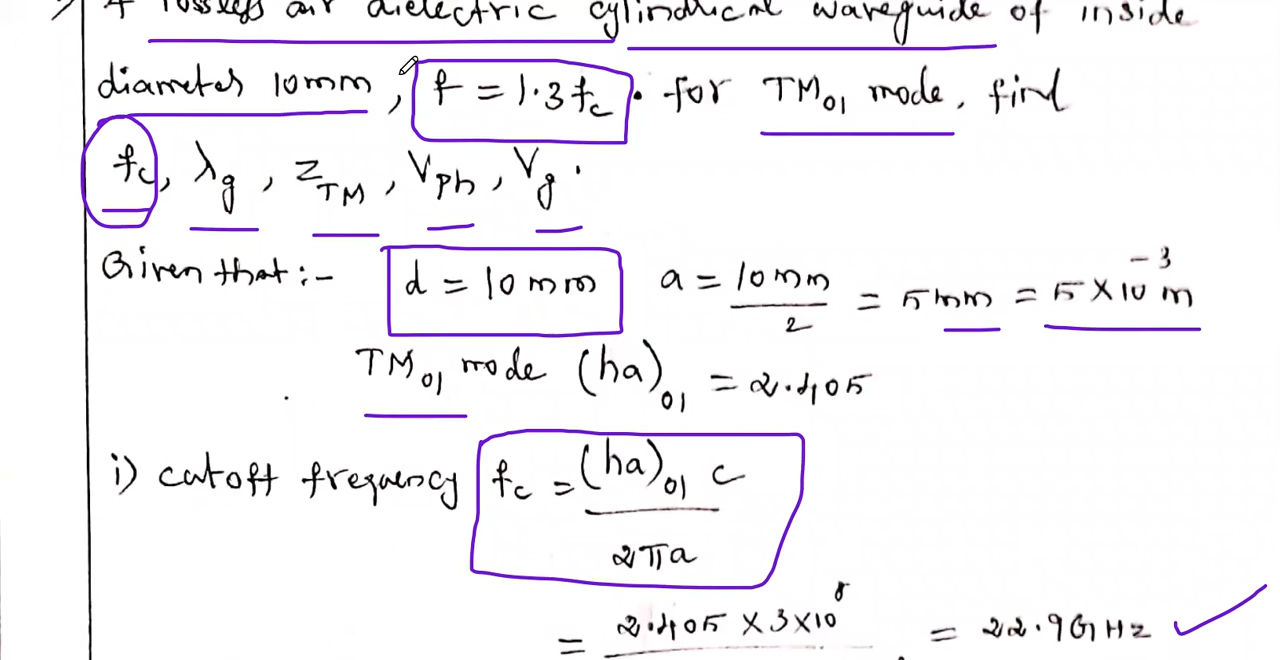 A lossless air dielectric cylindrical waveguide of inside
diameter 10mm, f = 1.3fc. for TM01 mode, find
fc, λg, ZTM, Vph, Vg.
Given that:- d = 10mm a = 10mm/2 = 5mm = 5×10^-3 m
TM01 mode (ha)01 = 2.405
i) cutoff frequency fc = (ha)01 c / 2πa
= 2.405 × 3×10^8 = 22.9GHz